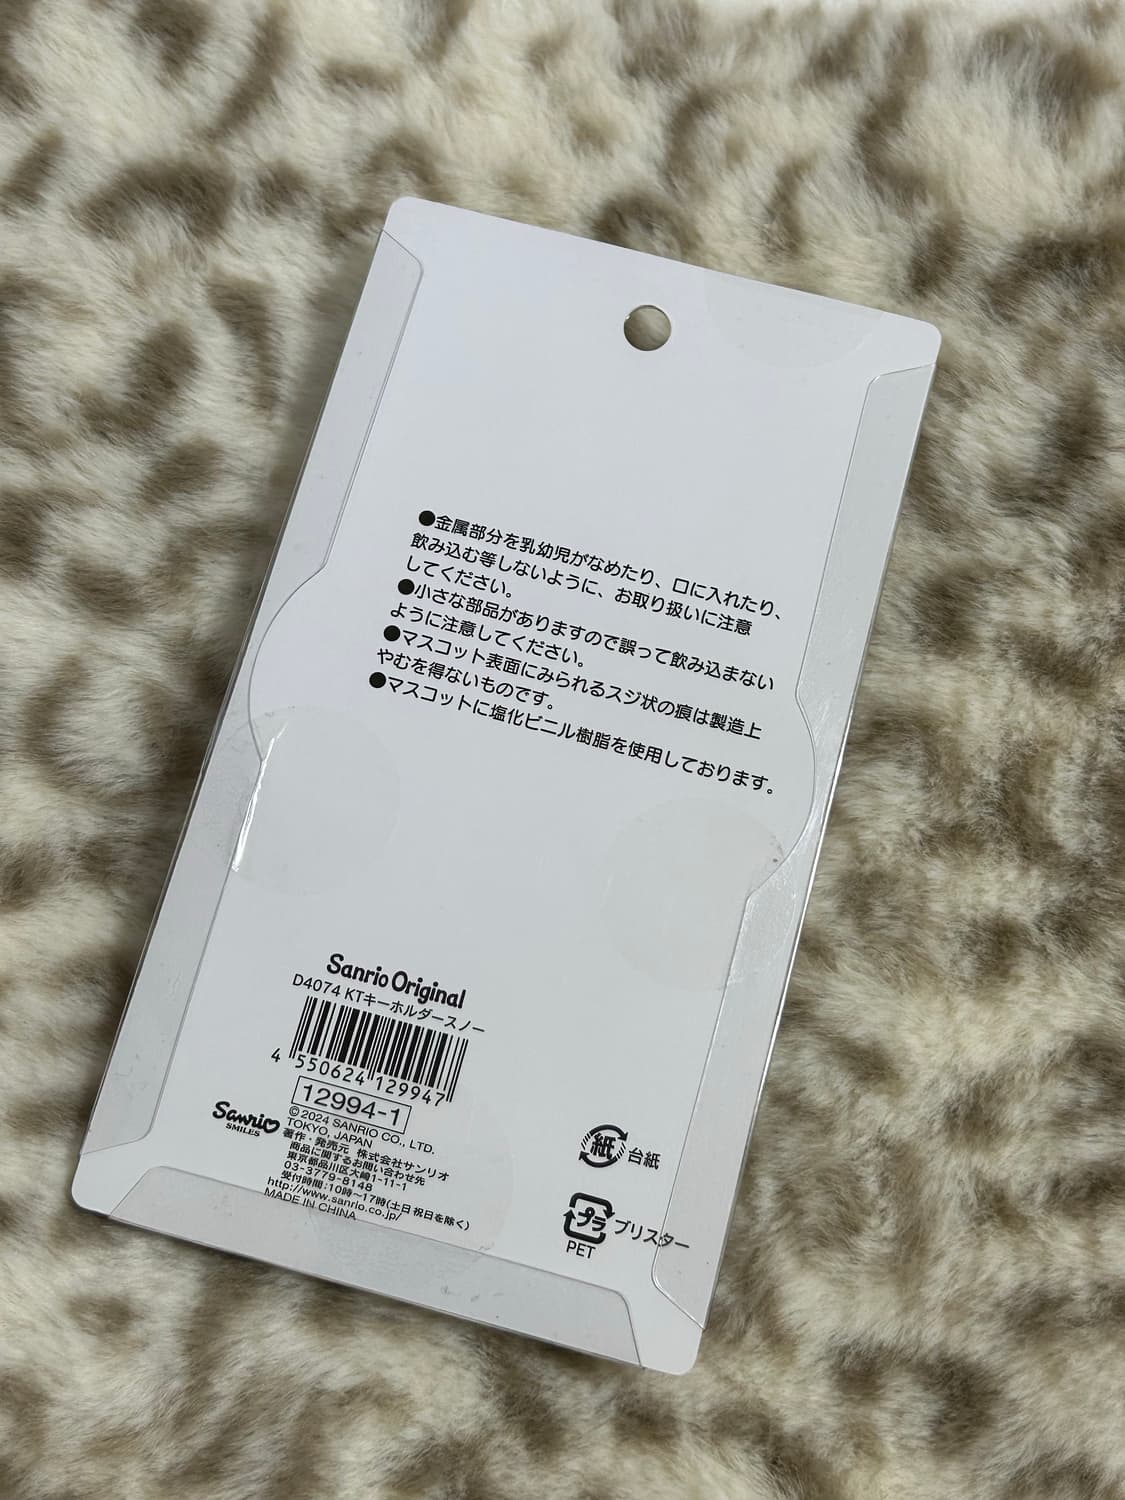 ●金属部分を乳幼児がなめたり、口に入れたり、
飲み込む等しないように、お取り扱いに注意
してください。
●小さな部品がありますので誤って飲み込まない
ように注意してください。
●マスコット表面にみられるスジ状の痕は製造上
やむを得ないものです。
●マスコットに塩化ビニル樹脂を使用しております。
Sanrio Original
D4074 KTキーホルダースノー
4 550624 129947
12994-1
Sanrio
SMILES
©2024 SANRIO CO., LTD.
TOKYO, JAPAN
著作・発売元 株式会社サンリオ
商品に関するお問い合わせ先
東京都品川区大崎1-11-1
03-3779-8148
受付時間:10時～17時(土日祝日を除く)
http://www.sanrio.co.jp/
MADE IN CHINA
紙 台紙
プラ ブリスター
PET